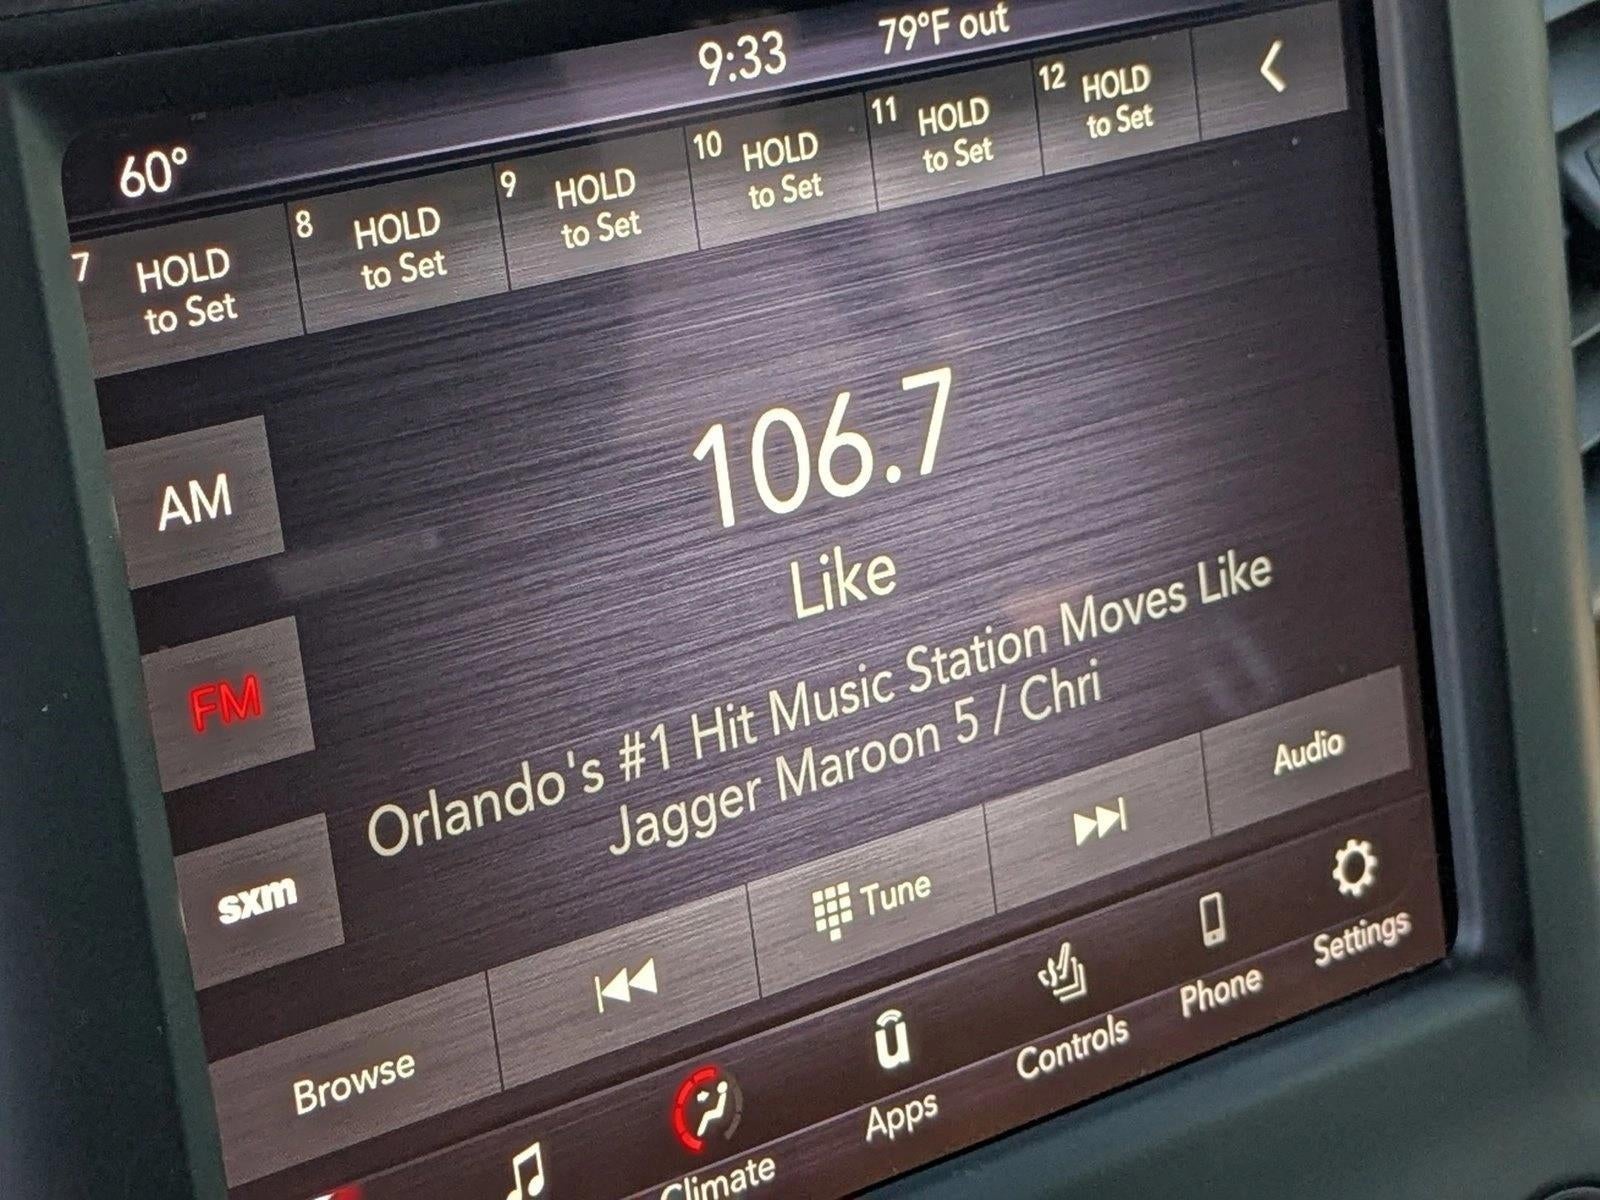 9:33 79°F out
60°
7 HOLD
to Set
8 HOLD
to Set
9 HOLD
to Set
10 HOLD
to Set
11 HOLD
to Set
12 HOLD
to Set
106.7
Like
Orlando's #1 Hit Music Station Moves Like
Jagger Maroon 5 / Chri
AM
FM
sxm
Browse
Tune
Audio
Climate
Apps
Controls
Phone
Settings